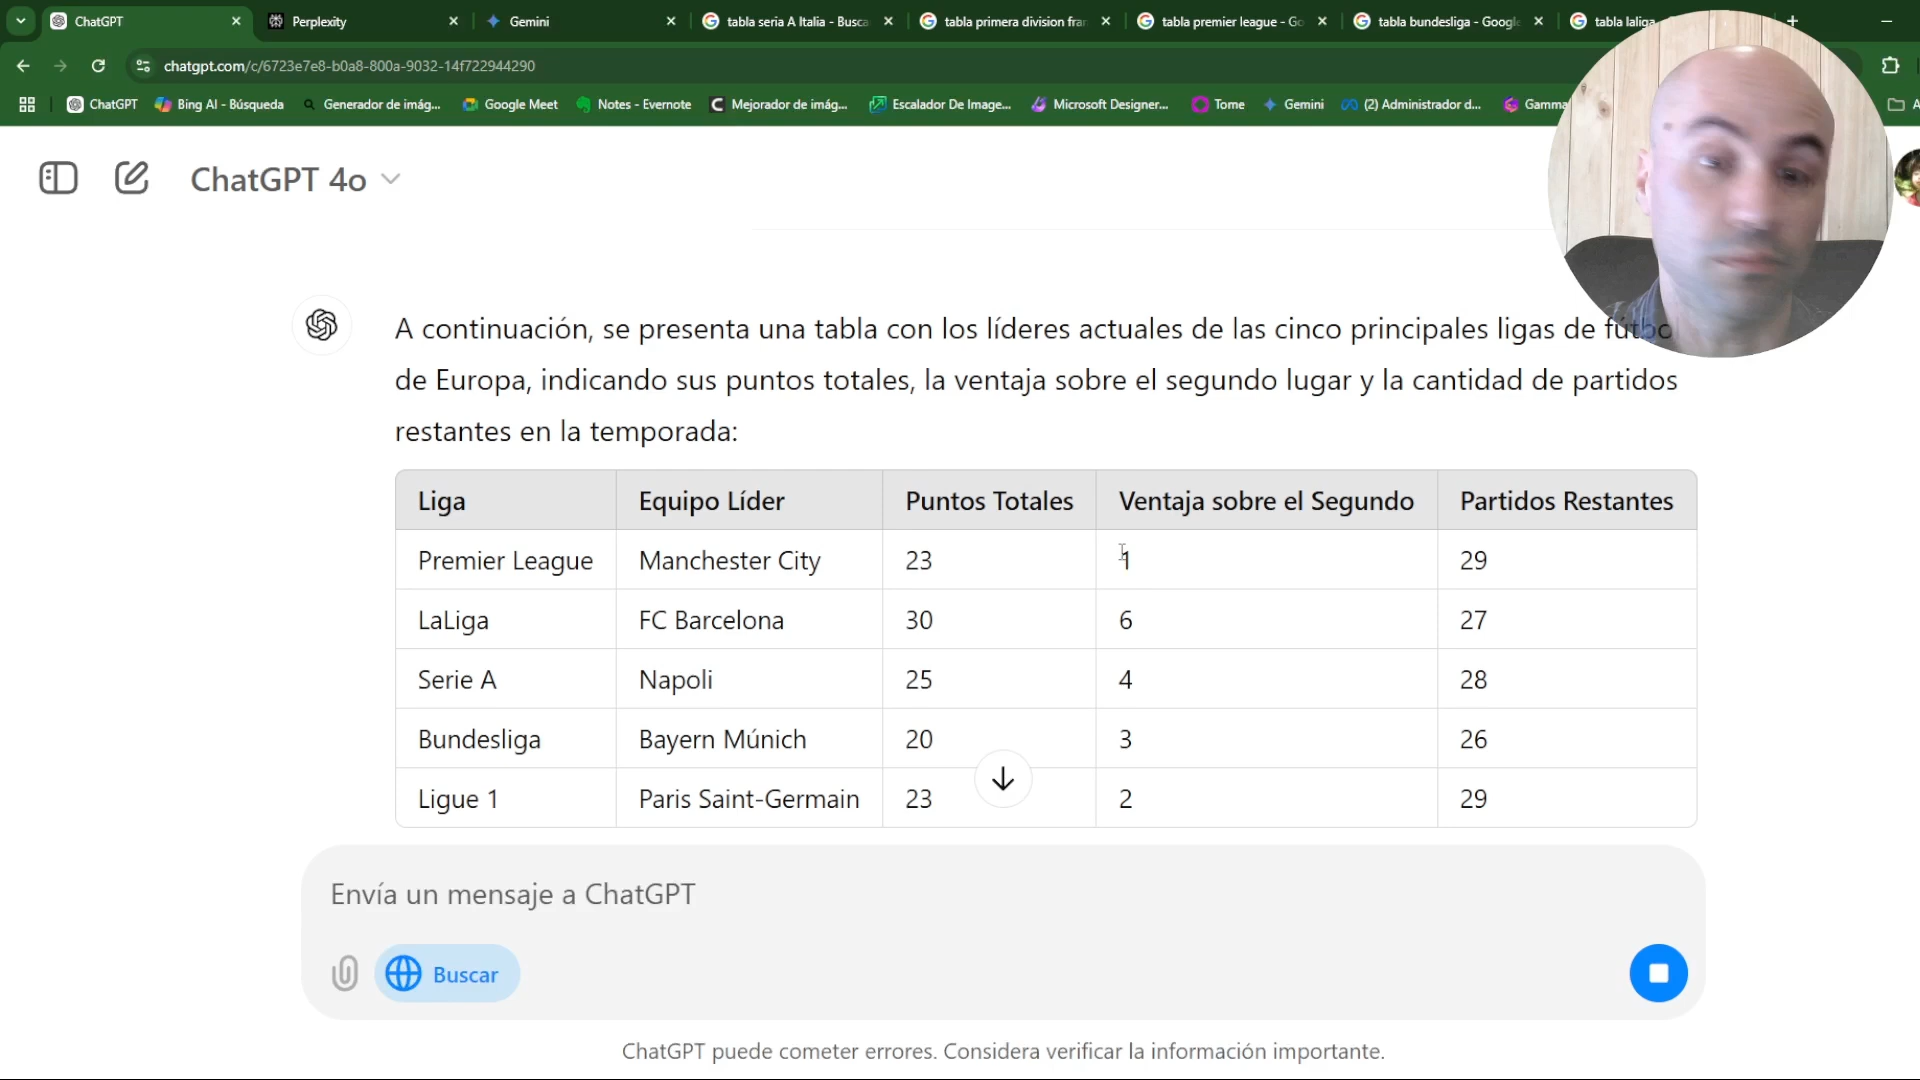 ChatGPT
Perplexity
Gemini
tabla seria A Italia - Busca
tabla primera division fran
tabla premier league - Go
tabla bundesliga - Google
tabla laliga
chatgpt.com/c/6723e7e8-b0a8-800a-9032-14f722944290
ChatGPT
Bing AI - Búsqueda
Generador de imág...
Google Meet
Notes - Evernote
Mejorador de imág...
Escalador De Image...
Microsoft Designer...
Tome
Gemini
(2) Administrador d...
Gamma
ChatGPT 4o
A continuación, se presenta una tabla con los líderes actuales de las cinco principales ligas de fútbo
de Europa, indicando sus puntos totales, la ventaja sobre el segundo lugar y la cantidad de partidos
restantes en la temporada:
Liga Equipo Líder Puntos Totales Ventaja sobre el Segundo Partidos Restantes
Premier League Manchester City 23 1 29
LaLiga FC Barcelona 30 6 27
Serie A Napoli 25 4 28
Bundesliga Bayern Múnich 20 3 26
Ligue 1 Paris Saint-Germain 23 2 29
Envía un mensaje a ChatGPT
Buscar
ChatGPT puede cometer errores. Considera verificar la información importante.